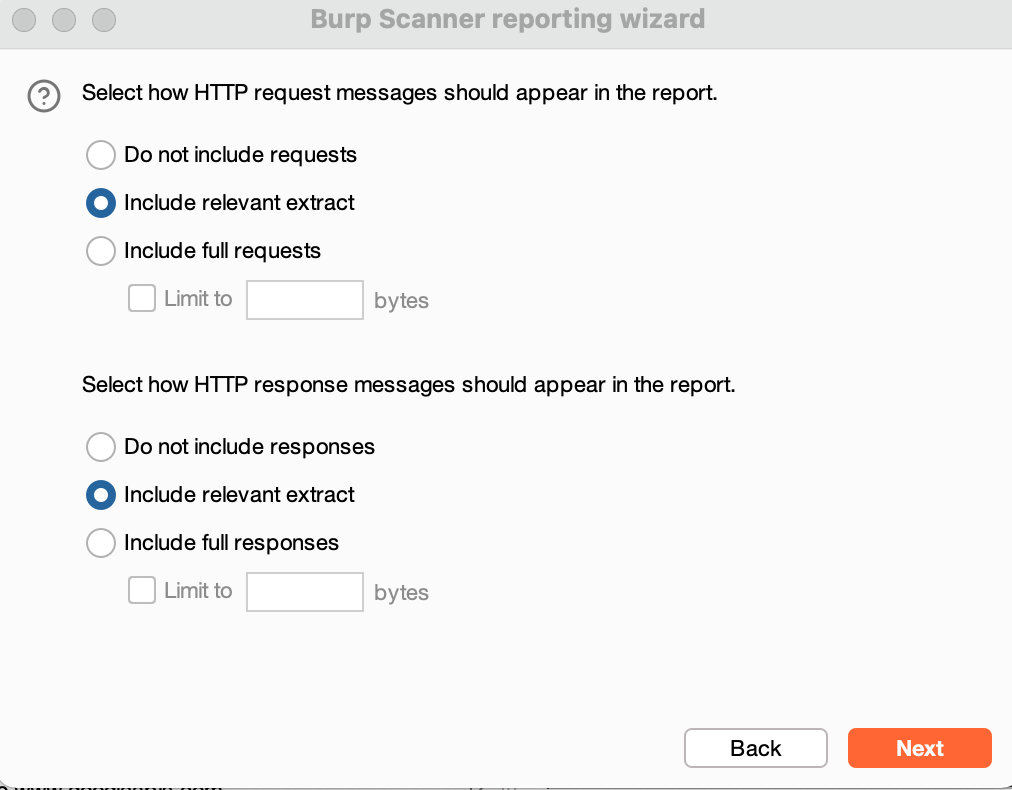 Burp Scanner reporting wizard
Select how HTTP request messages should appear in the report.
Do not include requests
Include relevant extract
Include full requests
Limit to bytes
Select how HTTP response messages should appear in the report.
Do not include responses
Include relevant extract
Include full responses
Limit to bytes
Back Next